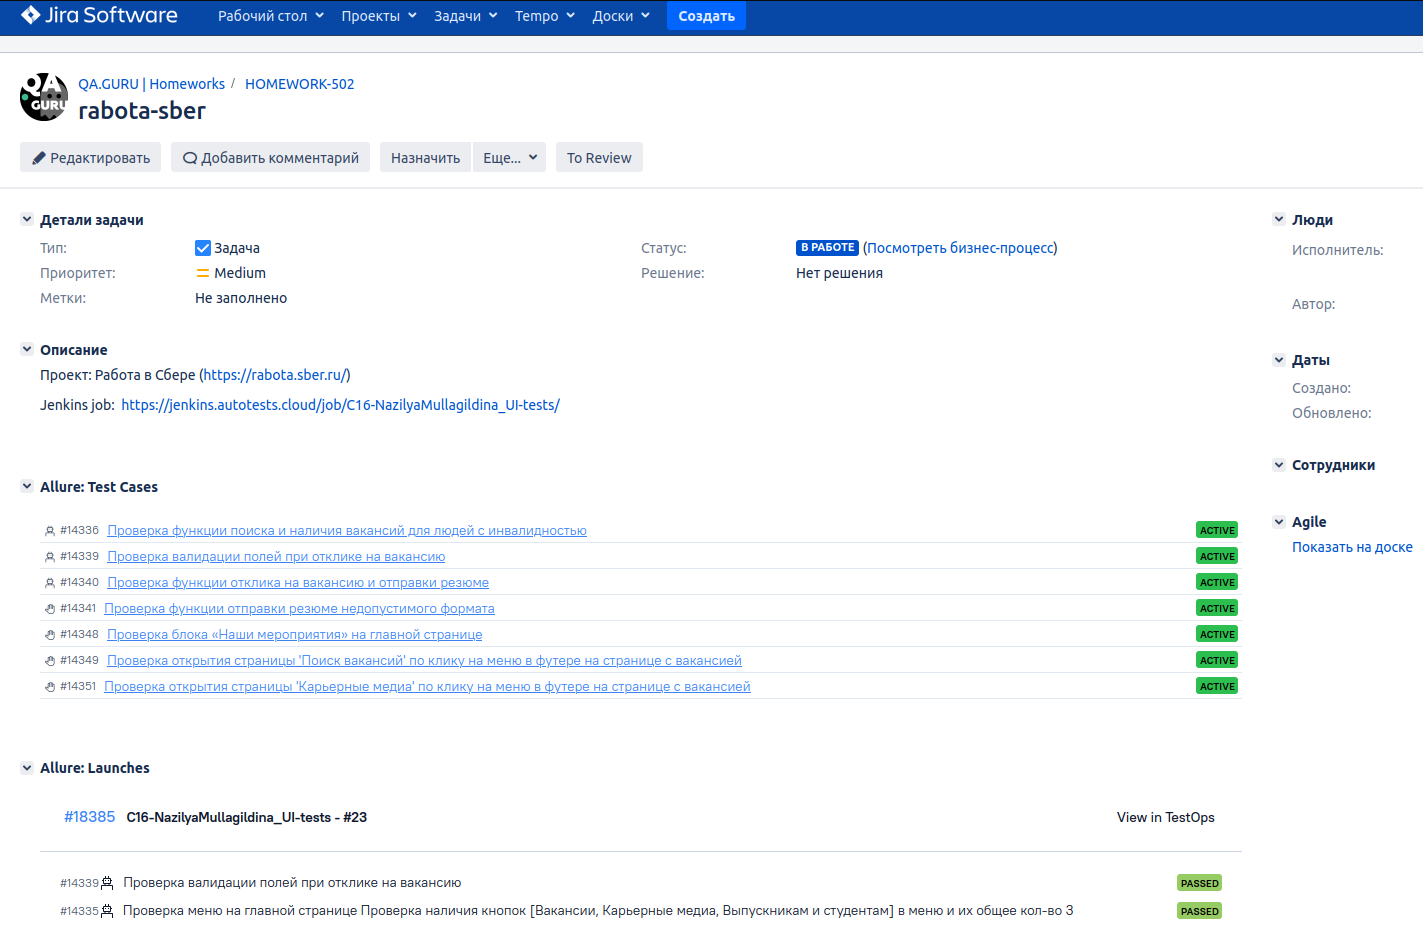 Jira Software Рабочий стол Проекты Задачи Tempo Доски Создать
QA GURU
QA.GURU | Homeworks / HOMEWORK-502
rabota-sber
Редактировать Добавить комментарий Назначить Еще... To Review
Детали задачи
Тип: Задача Статус: В РАБОТЕ (Посмотреть бизнес-процесс)
Приоритет: Medium Решение: Нет решения
Метки: Не заполнено
Описание
Проект: Работа в Сбере (https://rabota.sber.ru/)
Jenkins job: https://jenkins.autotests.cloud/job/C16-NazilyaMullagildina_UI-tests/
Allure: Test Cases
#14336 Проверка функции поиска и наличия вакансий для людей с инвалидностью ACTIVE
#14339 Проверка валидации полей при отклике на вакансию ACTIVE
#14340 Проверка функции отклика на вакансию и отправки резюме ACTIVE
#14341 Проверка функции отправки резюме недопустимого формата ACTIVE
#14348 Проверка блока «Наши мероприятия» на главной странице ACTIVE
#14349 Проверка открытия страницы 'Поиск вакансий' по клику на меню в футере на странице с вакансией ACTIVE
#14351 Проверка открытия страницы 'Карьерные медиа' по клику на меню в футере на странице с вакансией ACTIVE
Allure: Launches
#18385 C16-NazilyaMullagildina_UI-tests - #23 View in TestOps
#14339 Проверка валидации полей при отклике на вакансию PASSED
#14335 Проверка меню на главной странице Проверка наличия кнопок [Вакансии, Карьерные медиа, Выпускникам и студентам] в меню и их общее кол-во 3 PASSED
Люди
Исполнитель:
Автор:
Даты
Создано:
Обновлено:
Сотрудники
Agile
Показать на доске